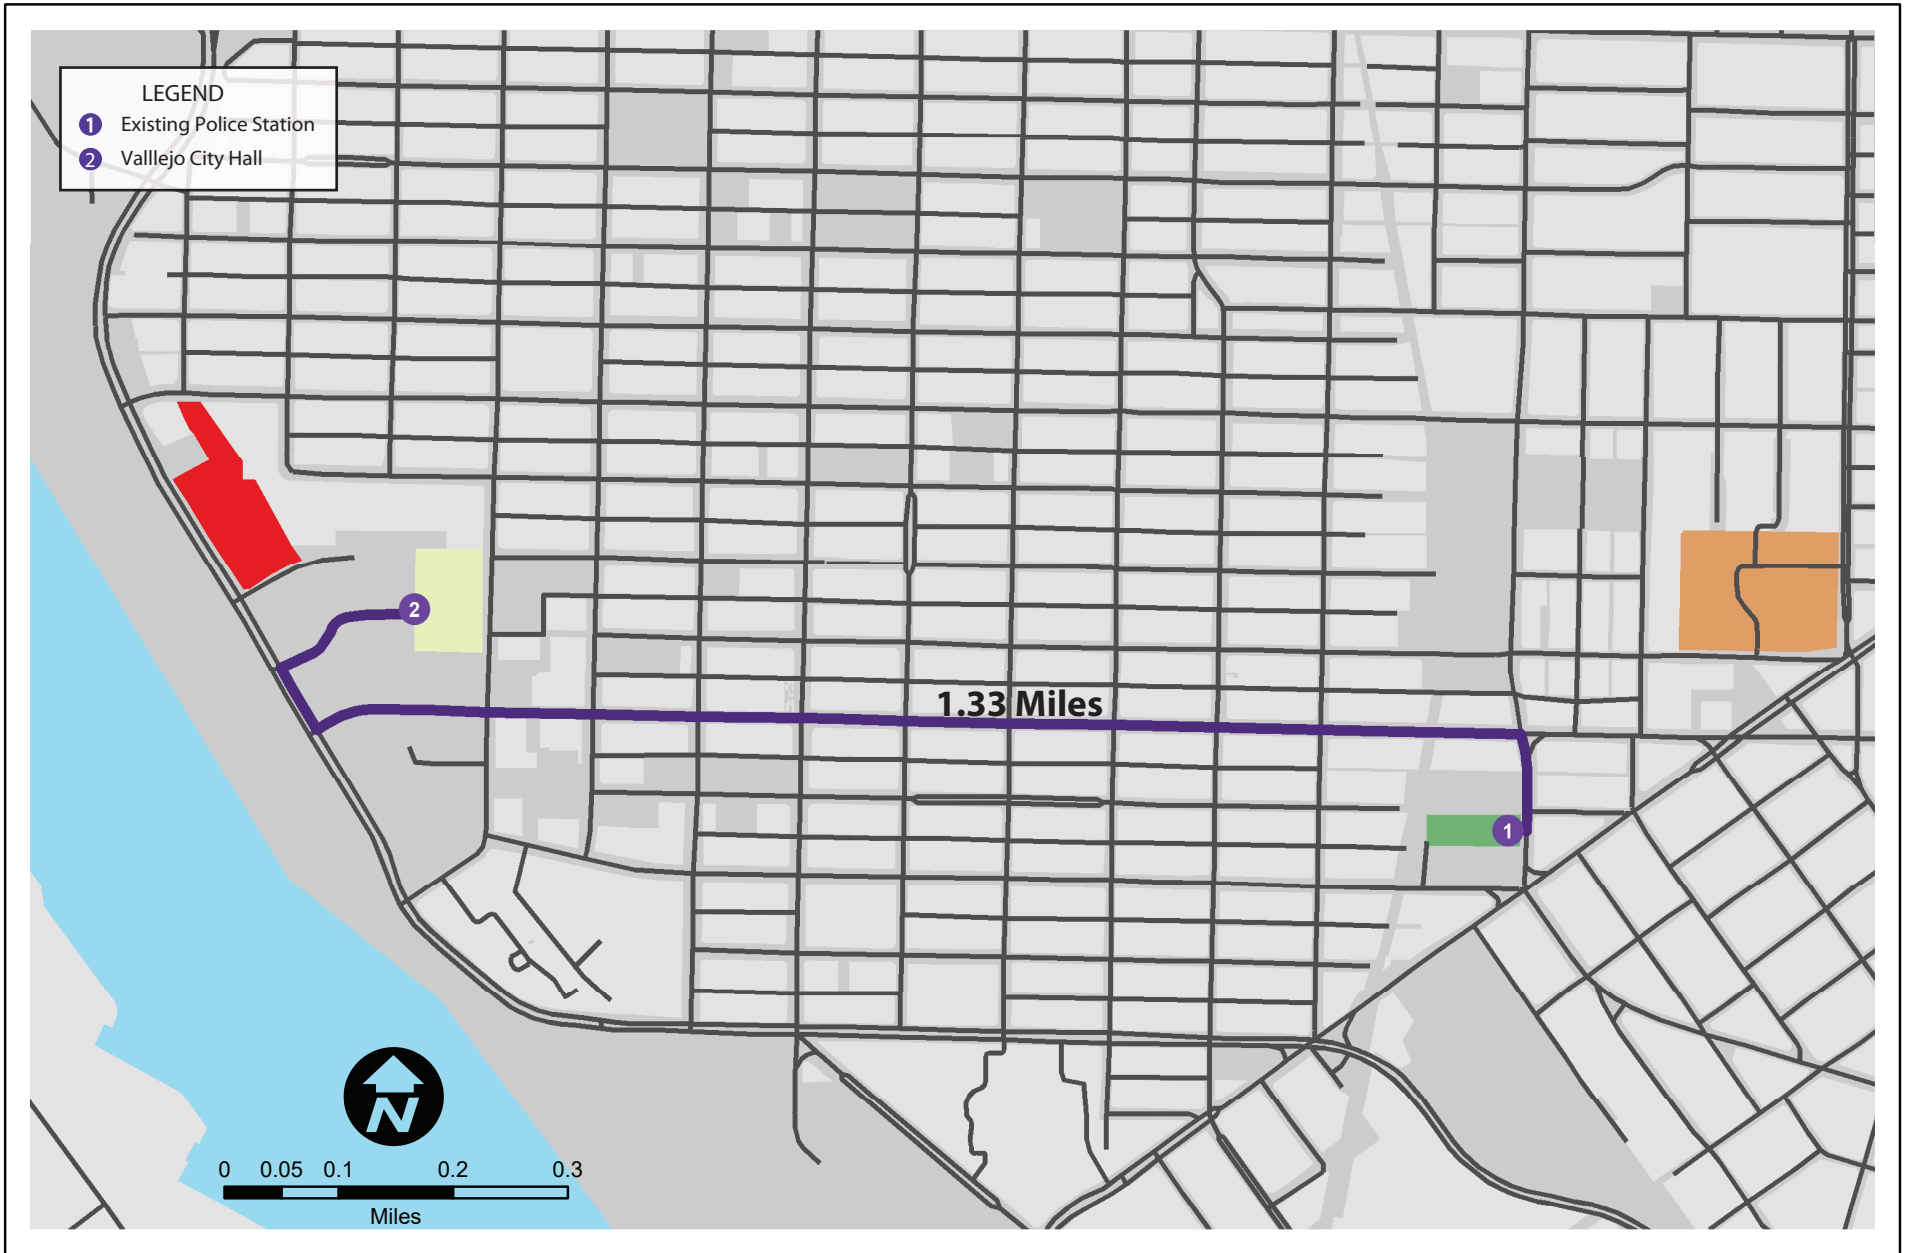 LEGEND
1 Existing Police Station
2 Valllejo City Hall
2
1.33 Miles
1
N
0 0.05 0.1 0.2 0.3
Miles